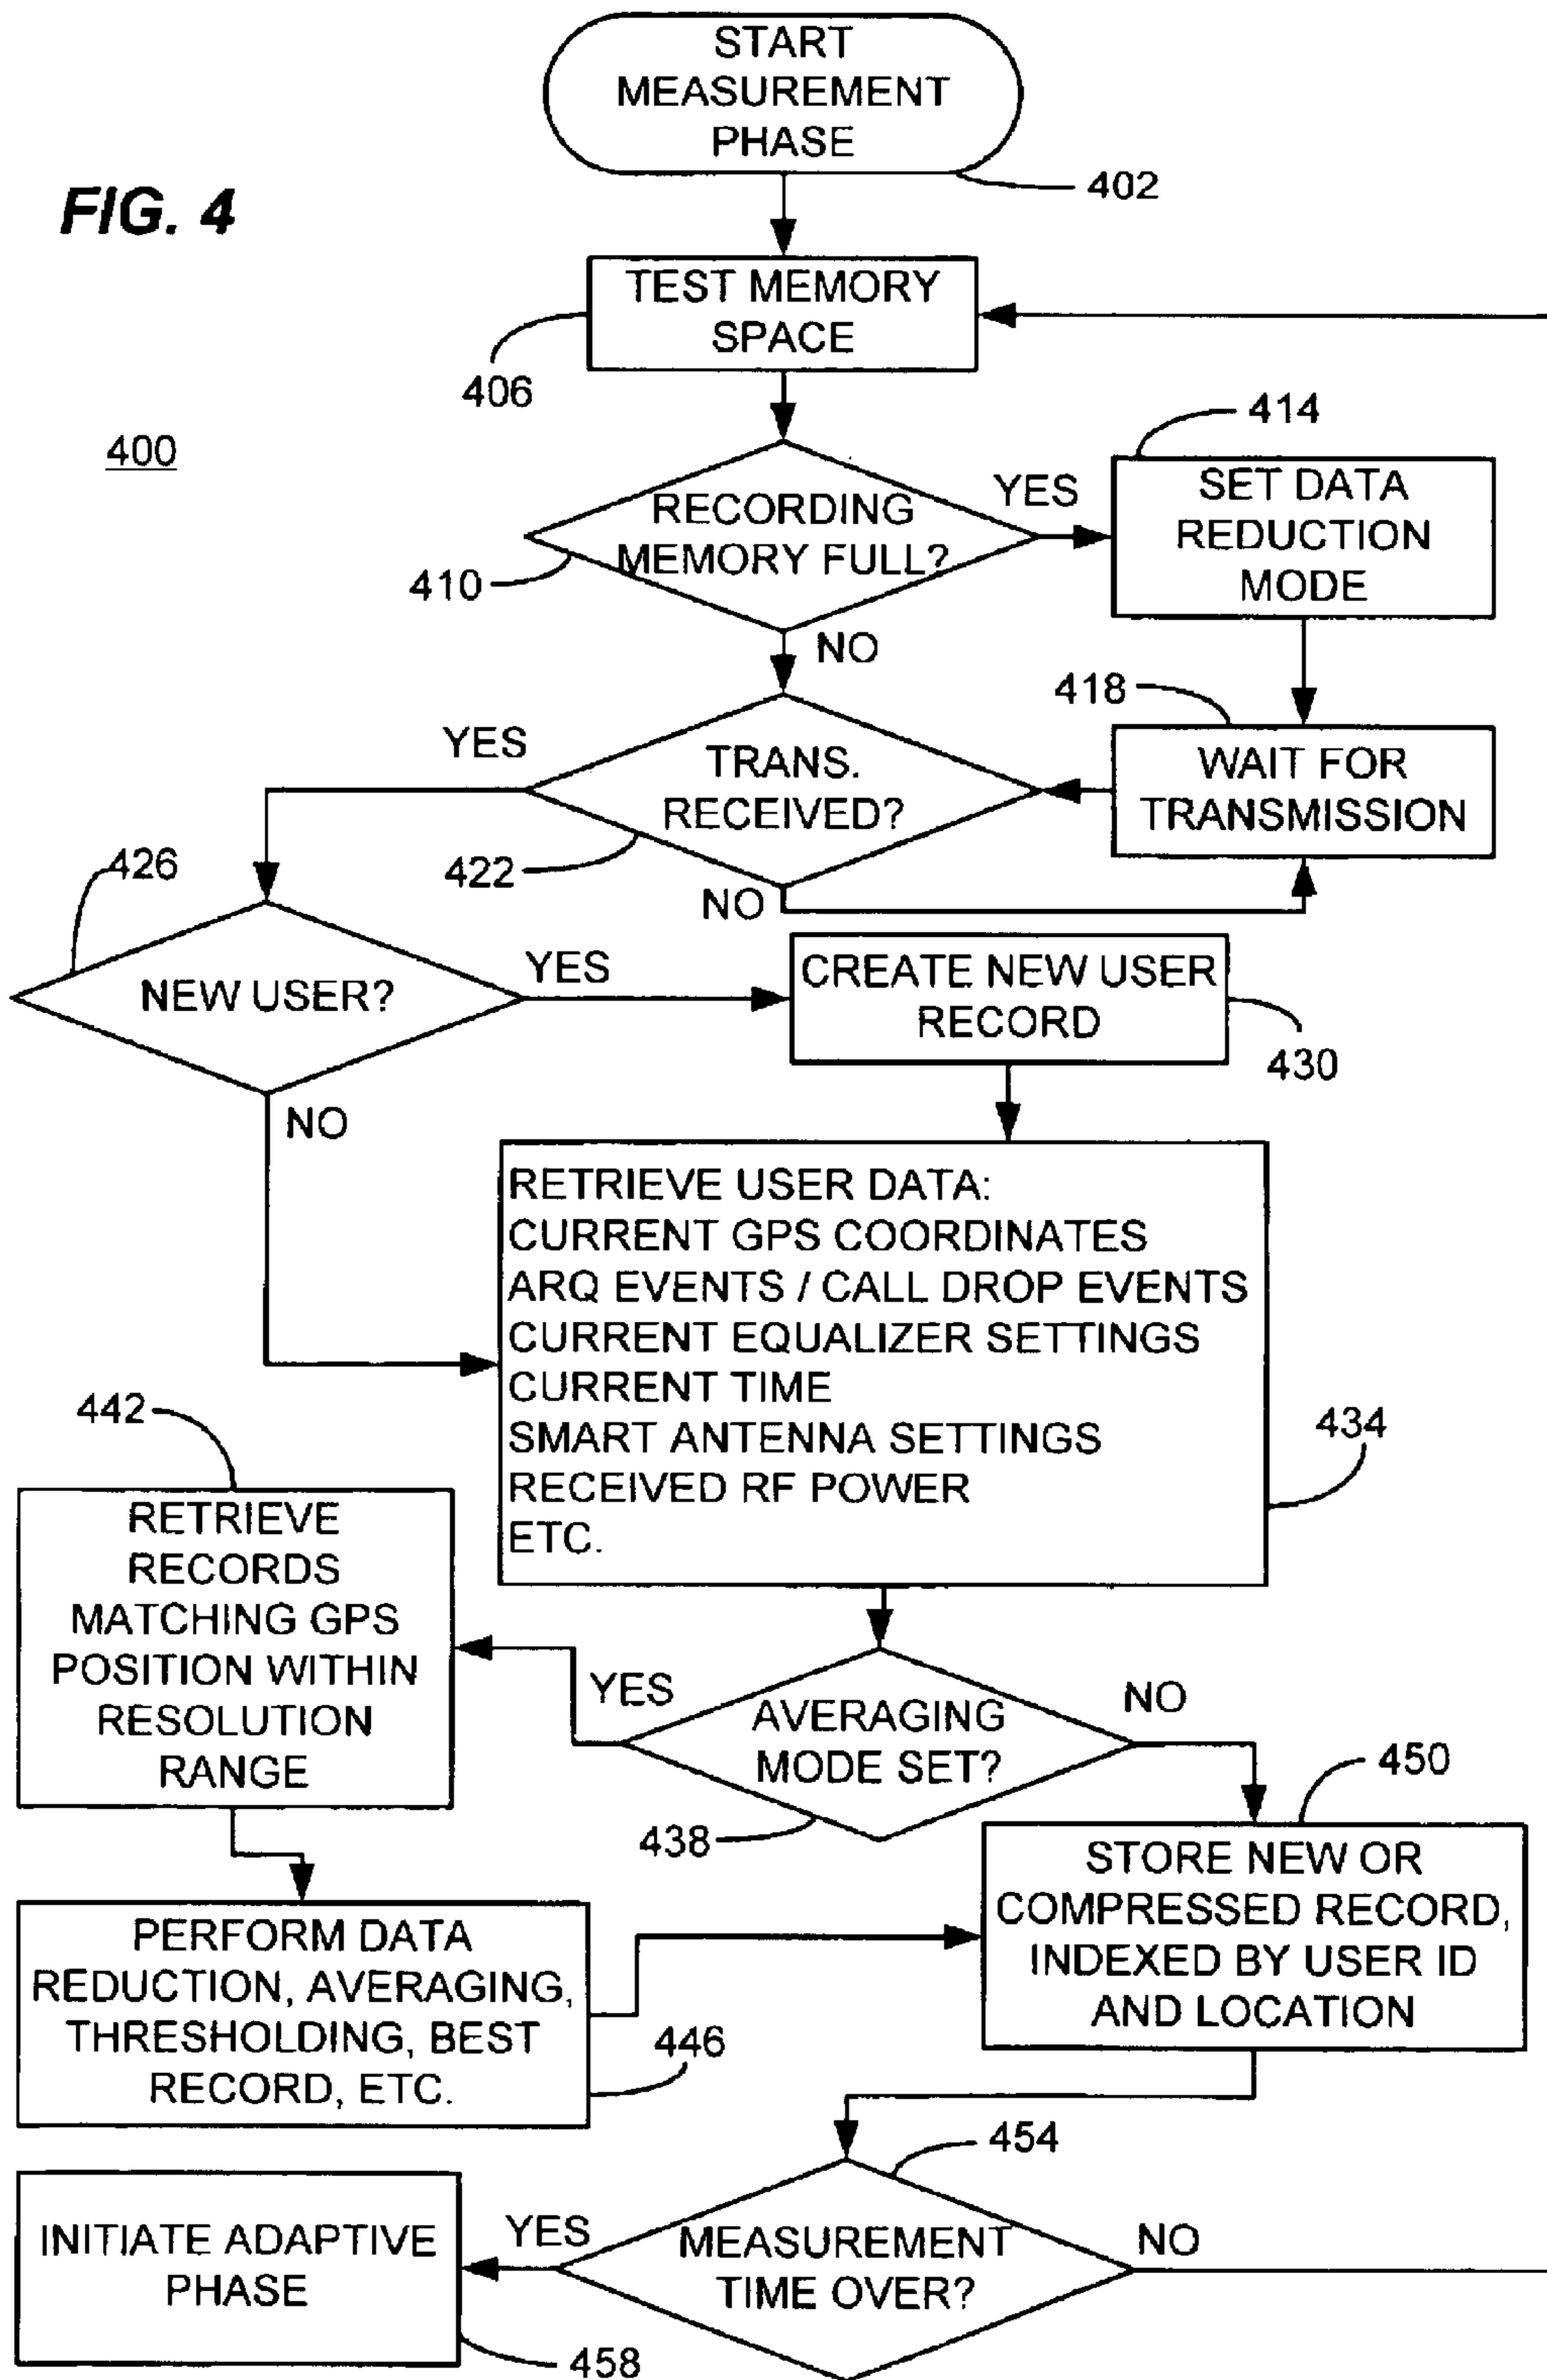 START
MEASUREMENT
PHASE
402
FIG. 4
TEST MEMORY
SPACE
406
400
414
RECORDING
MEMORY FULL?
YES
SET DATA
REDUCTION
MODE
410
NO
418
YES
TRANS.
RECEIVED?
WAIT FOR
TRANSMISSION
422
NO
426
NEW USER?
YES
CREATE NEW USER
RECORD
430
NO
RETRIEVE USER DATA:
CURRENT GPS COORDINATES
ARQ EVENTS / CALL DROP EVENTS
CURRENT EQUALIZER SETTINGS
CURRENT TIME
SMART ANTENNA SETTINGS
RECEIVED RF POWER
ETC.
434
442
RETRIEVE
RECORDS
MATCHING GPS
POSITION WITHIN
RESOLUTION
RANGE
YES
AVERAGING
MODE SET?
NO
438
450
STORE NEW OR
COMPRESSED RECORD,
INDEXED BY USER ID
AND LOCATION
PERFORM DATA
REDUCTION, AVERAGING,
THRESHOLDING, BEST
RECORD, ETC.
446
454
INITIATE ADAPTIVE
PHASE
YES
MEASUREMENT
TIME OVER?
NO
458